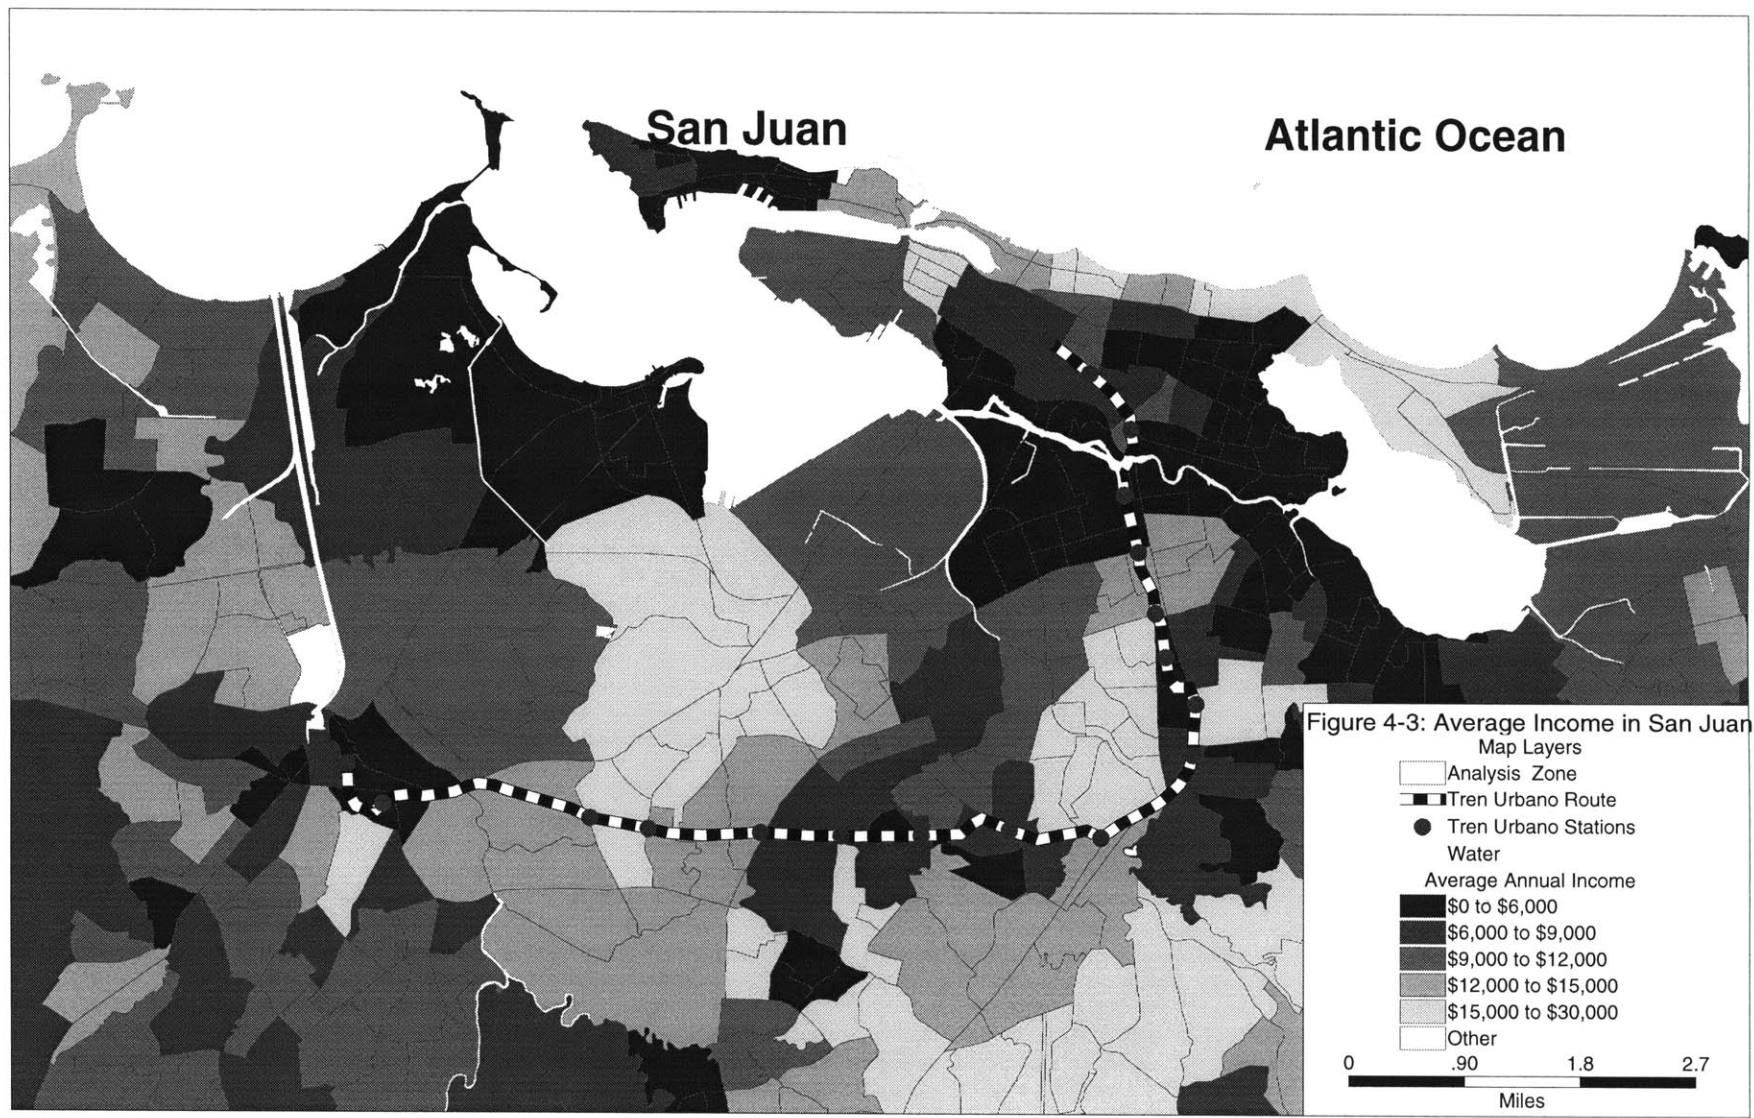 San Juan
Atlantic Ocean
Figure 4-3: Average Income in San Juan
Map Layers
Analysis Zone
Tren Urbano Route
Tren Urbano Stations
Water
Average Annual Income
$0 to $6,000
$6,000 to $9,000
$9,000 to $12,000
$12,000 to $15,000
$15,000 to $30,000
Other
0 .90 1.8 2.7
Miles